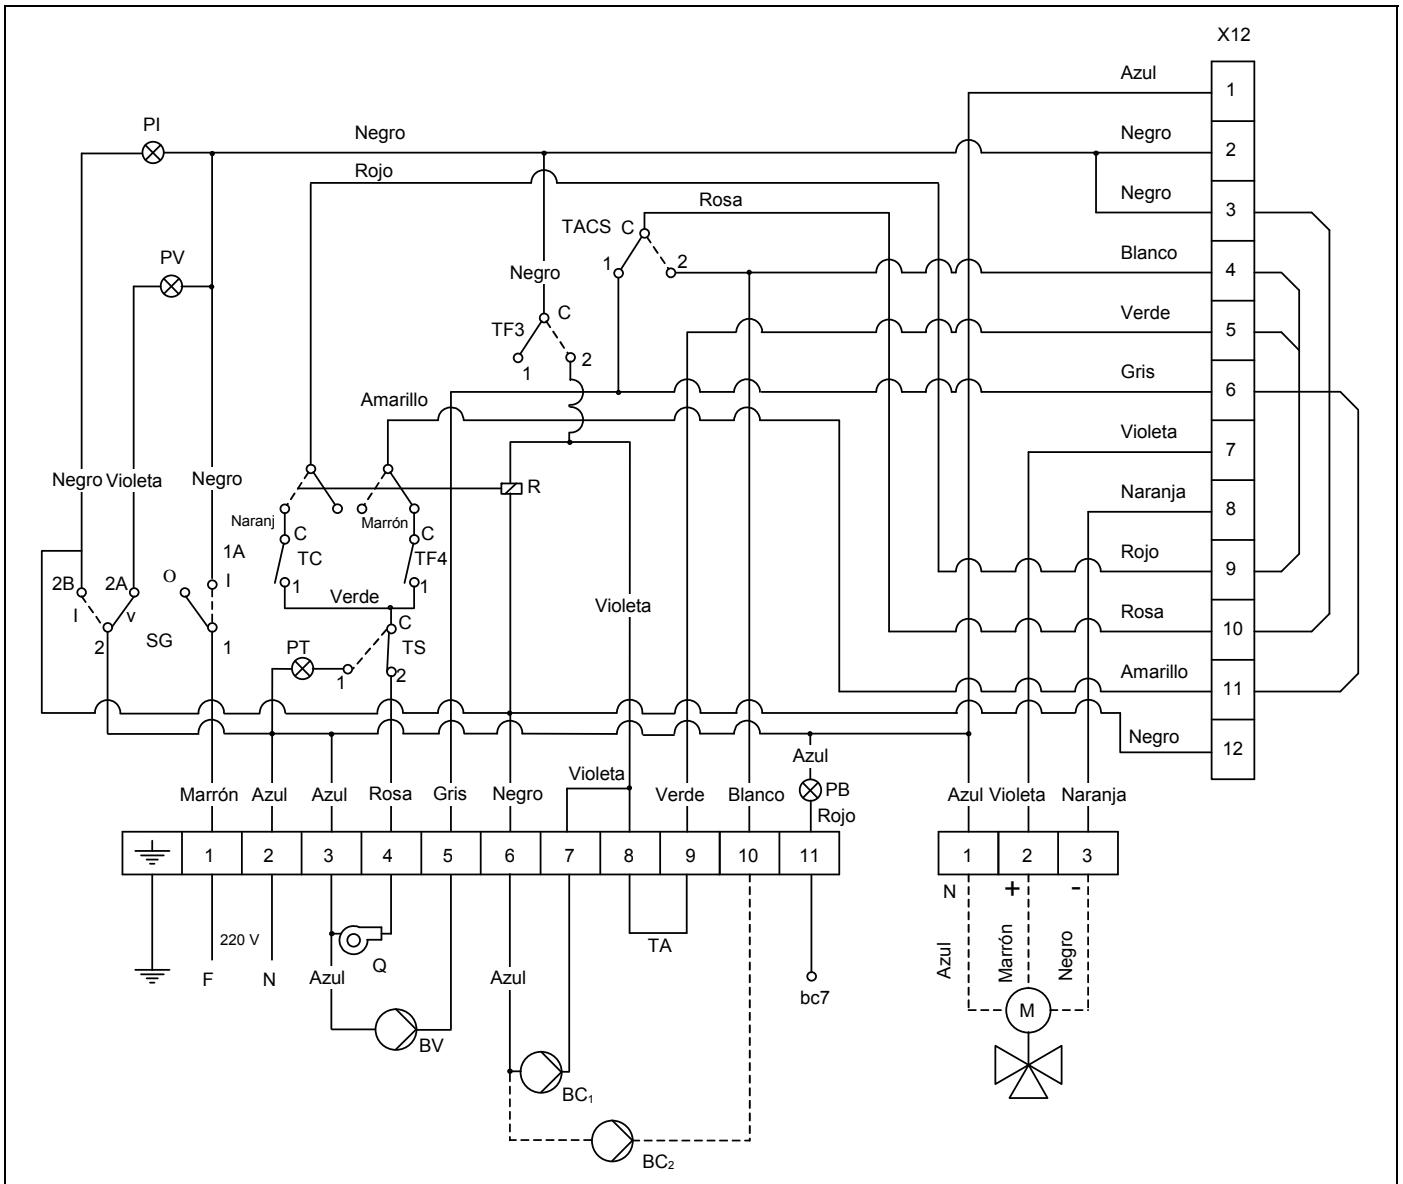 X12
Azul
1
PI
Negro
Negro
2
Rojo
Negro
3
Rosa
TACS C
1
2
PV
Blanco
4
Negro
TF3
C
1
2
Verde
5
Gris
6
Amarillo
Violeta
7
Negro
Violeta
Negro
R
Naranja
8
Naranj
Marrón
C
TC
1
C
TF4
1
1A
Rojo
9
2B
I
2A
v
2
O
I
SG
1
Verde
Violeta
C
TS
PT
1
2
Rosa
10
Amarillo
11
Negro
12
Azul
PB
Rojo
Marrón
Azul
Azul
Rosa
Gris
Negro
Violeta
Verde
Blanco
Azul
Violeta
Naranja
1
2
3
4
5
6
7
8
9
10
11
1
2
3
N
+
-
220 V
F
N
Q
TA
bc7
Azul
Azul
Azul
Marrón
Negro
M
BV
BC₁
BC₂